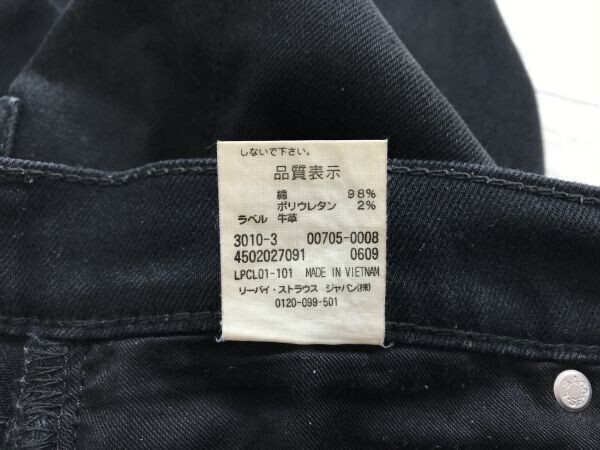 しないで下さい。
品質表示
綿 98%
ポリウレタン 2%
ラベル 牛革
3010-3 00705-0008
4502027091 0609
LPCL01-101 MADE IN VIETNAM
リーバイ・ストラウス ジャパン(株)
0120-099-501